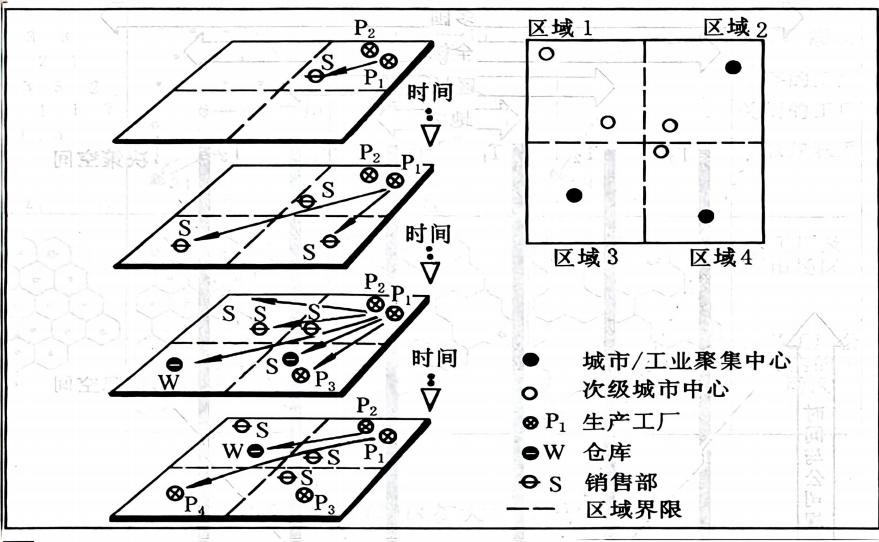 区域 1
区域 2
区域3
区域4
P₂
S
P₁
时间
P₂
P₁
S
S
S
时间
P₂
P₁
S
S
S
S
W
P₃
时间
P₂
S
W
P₁
S
S
P₄
P₃
城市/工业聚集中心
次级城市中心
P₁ 生产工厂
W 仓库
S 销售部
区域界限